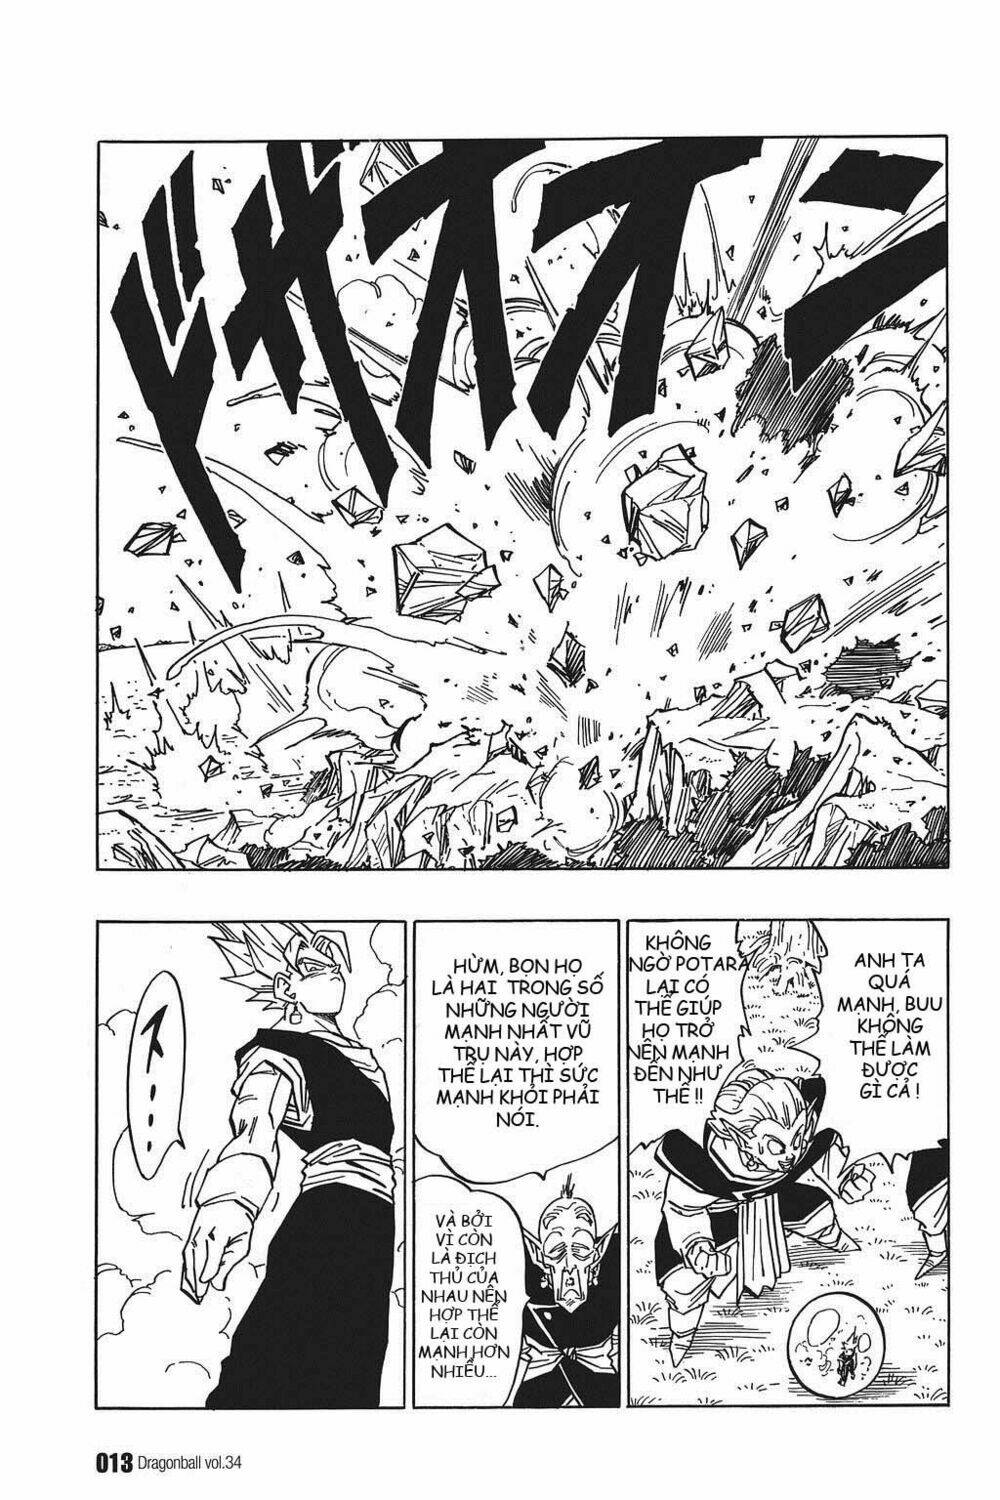 ドギオオーン
ANH TA
QUÁ
MẠNH, BUU
KHÔNG
THỂ LÀM
ĐƯỢC
GÌ CẢ !
KHÔNG
NGỜ POTARA
LẠI CÓ
THỂ GIÚP
HỌ TRỞ
NÊN MẠNH
ĐẾN NHƯ
THẾ !!
HỪM, BỌN HỌ
LÀ HAI TRONG SỐ
NHỮNG NGƯỜI
MẠNH NHẤT VŨ
TRỤ NÀY, HỢP
THỂ LẠI THÌ SỨC
MẠNH KHỎI PHẢI
NÓI.
VÀ BỞI
VÌ CÒN
LÀ ĐỊCH
THỦ CỦA
NHAU NÊN
HỢP THỂ
LẠI CÒN
MẠNH HƠN
NHIỀU...
013 Dragonball vol.34